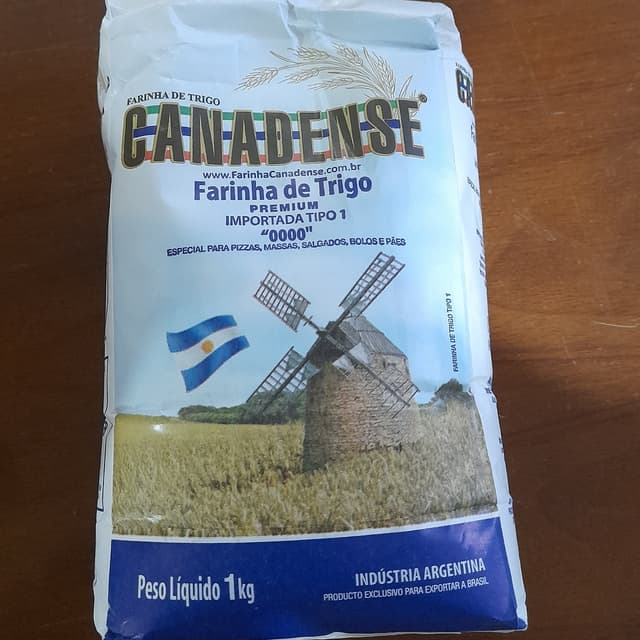 FARINHA DE TRIGO
CANADENSE®
www.FarinhaCanadense.com.br
Farinha de Trigo
PREMIUM
IMPORTADA TIPO 1
“0000"
ESPECIAL PARA PIZZAS, MASSAS, SALGADOS, BOLOS E PÃES
FARINHA DE TRIGO TIPO 1
Peso Líquido 1kg
INDÚSTRIA ARGENTINA
PRODUCTO EXCLUSIVO PARA EXPORTAR A BRASIL